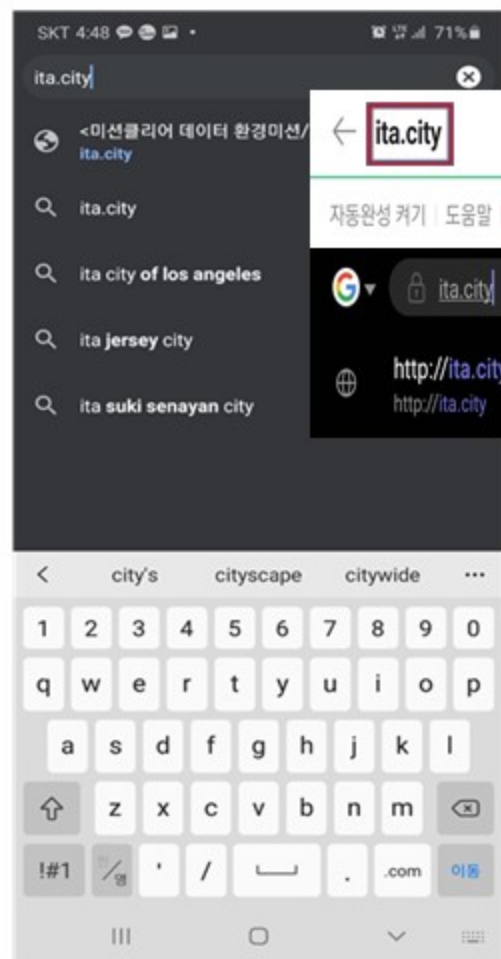 SKT 4:48
71%
ita.city
<미션클리어 데이터 환경미션/
ita.city
ita.city
ita city of los angeles
ita jersey city
ita suki senayan city
ita.city
자동완성 켜기 | 도움말
ita.city
http://ita.city
http://ita.city
city's cityscape citywide ...
1 2 3 4 5 6 7 8 9 0
q w e r t y u i o p
a s d f g h j k l
z x c v b n m
!#1 한/영 ' / . .com 이동